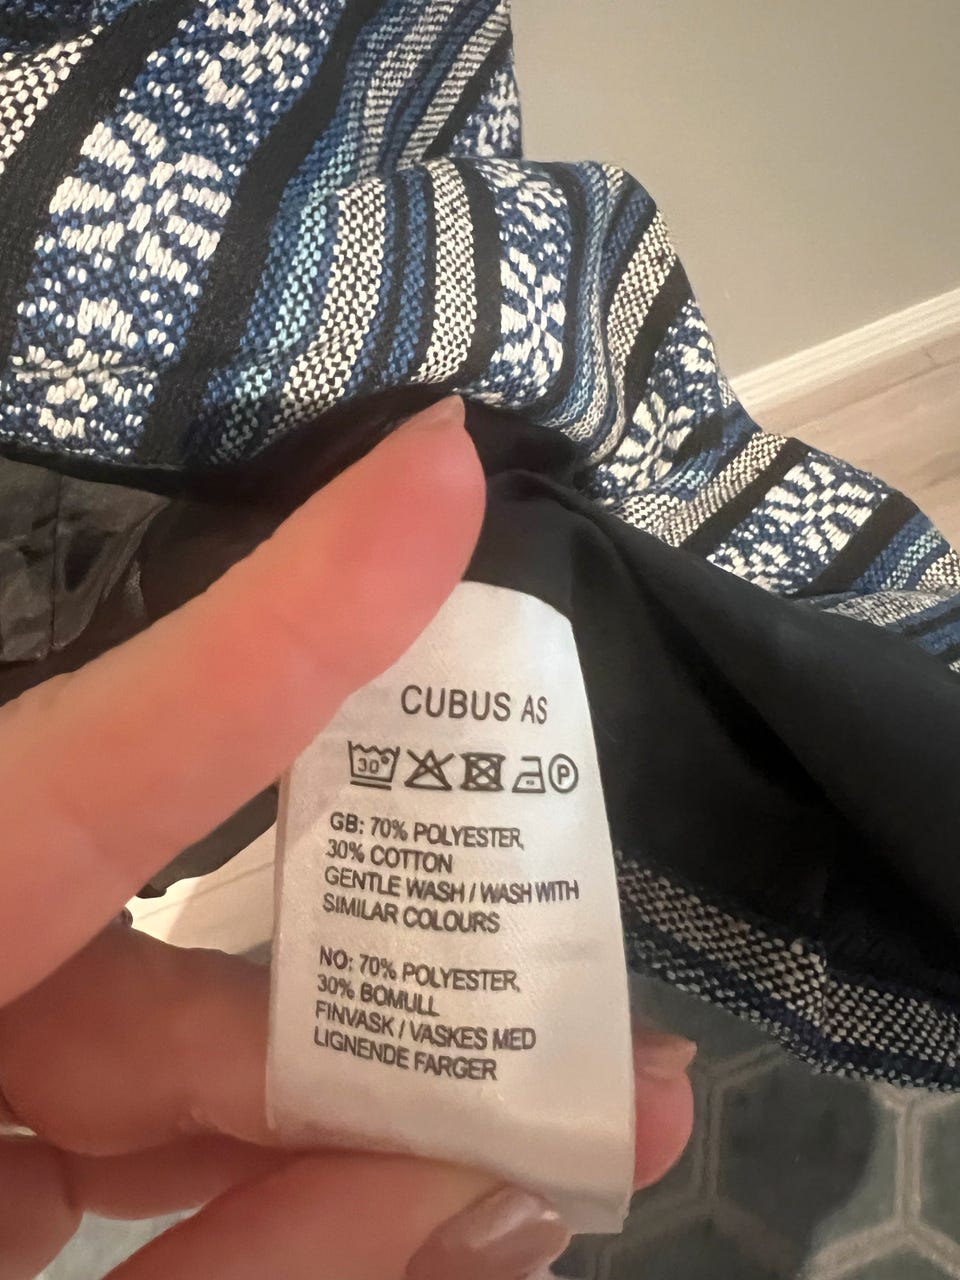 CUBUS AS
30° P
GB: 70% POLYESTER,
30% COTTON
GENTLE WASH / WASH WITH
SIMILAR COLOURS
NO: 70% POLYESTER,
30% BOMULL
FINVASK / VASKES MED
LIGNENDE FARGER